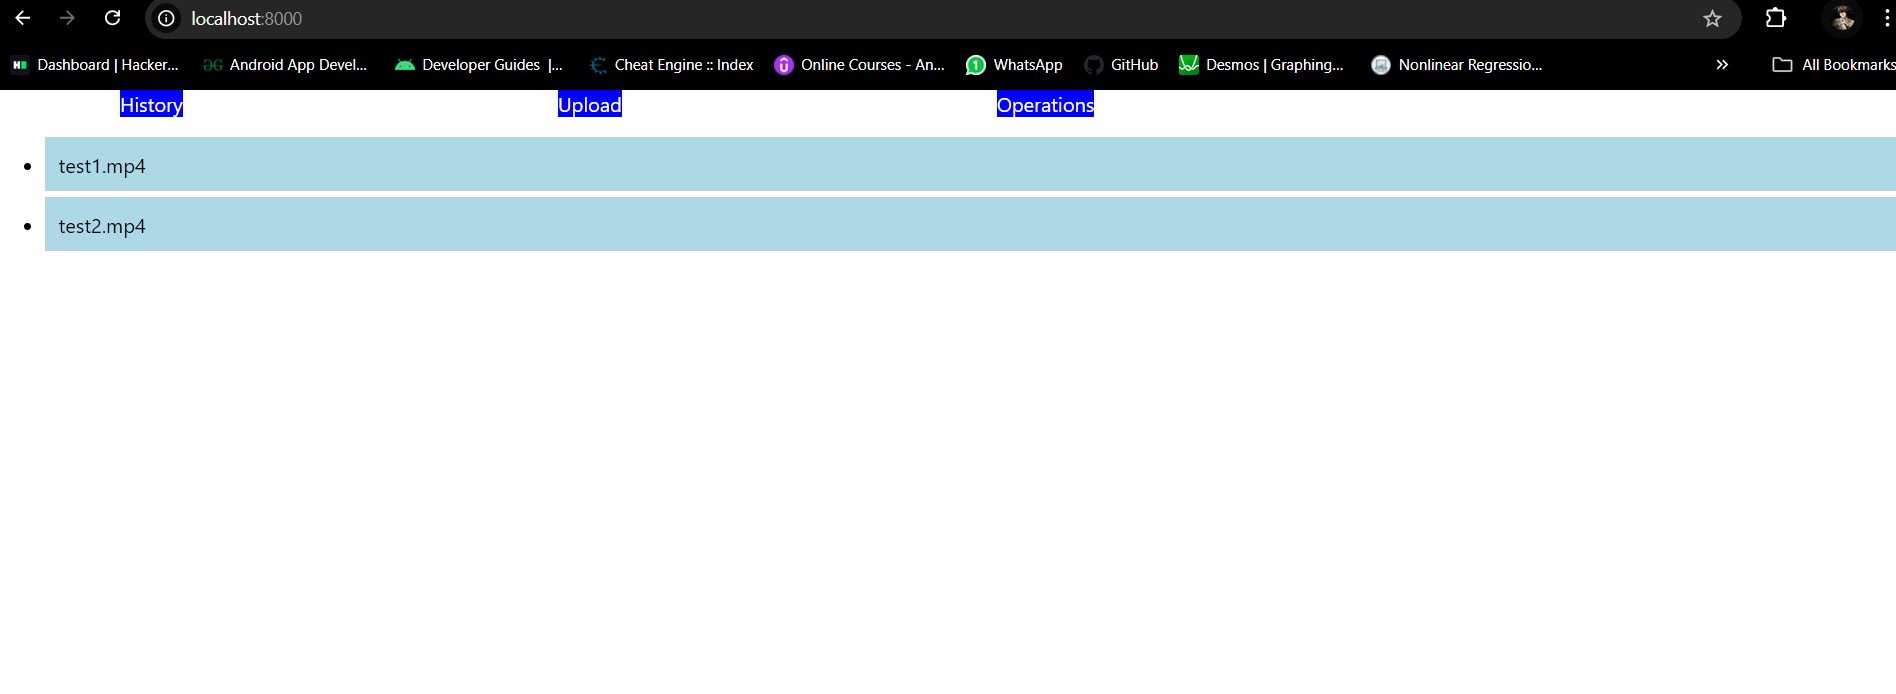 localhost:8000
Dashboard | Hacker... Android App Devel... Developer Guides |... Cheat Engine :: Index Online Courses - An... WhatsApp GitHub Desmos | Graphing... Nonlinear Regressio... » All Bookmarks
History Upload Operations
test1.mp4
test2.mp4